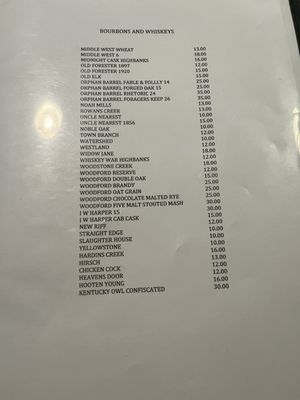 BOURBONS AND WHISKEYS
MIDDLE WEST WHEAT 13.00
MIDDLE WEST 6 18.00
MIDNIGHT CASK HIGHBANKS 16.00
OLD FORESTER 1897 12.00
OLD FORESTER 1920 15.00
OLD ELK 15.00
ORPHAN BARREL FABLE & FOLLY 14 25.00
ORPHAN BARREL FORGED OAK 15 25.00
ORPHAN BARREL RHETORIC 24 35.00
ORPHAN BARREL FORAGERS KEEP 26 35.00
NOAH MILLS 13.00
ROWANS CREEK 13.00
UNCLE NEAREST 10.00
UNCLE NEAREST 1856 15.00
NOBLE OAK 10.00
TOWN BRANCH 12.00
WATERSHED 10.00
WESTLAND 12.00
WIDOW JANE 18.00
WHISKEY WAR HIGHBANKS 12.00
WOODSTONE CREEK 18.00
WOODFORD RESERVE 12.00
WOODFORD DOUBLE OAK 15.00
WOODFORD BRANDY 25.00
WOODFORD OAT GRAIN 25.00
WOODFORD CHOCOLATE MALTED RYE 25.00
WOODFORD FIVE MALT STOUTED MASH 30.00
I W HARPER 15 30.00
I W HARPER CAB CASK 15.00
NEW RIFF 12.00
STRAIGHT EDGE 10.00
SLAUGHTER HOUSE 10.00
YELLOWSTONE 10.00
HARDINS CREEK 16.00
HIRSCH 13.00
CHICKEN COCK 12.00
HEAVENS DOOR 12.00
HOOTEN YOUNG 16.00
KENTUCKY OWL CONFISCATED 30.00